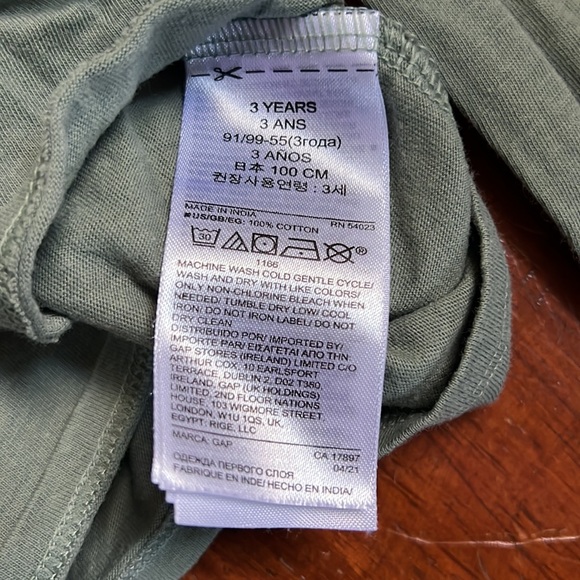 3 YEARS
3 ANS
91/99-55(3года)
3 AÑOS
日本 100 CM
권장사용연령 : 3세
MADE IN INDIA RN 54023
US/GB/EG: 100% COTTON
30
1166
MACHINE WASH COLD GENTLE CYCLE/
WASH AND DRY WITH LIKE COLORS/
ONLY NON-CHLORINE BLEACH WHEN
NEEDED/ TUMBLE DRY LOW/ COOL
IRON/ DO NOT IRON LABEL/ DO NOT
DRY CLEAN
DISTRIBUIDO POR/ IMPORTED BY/
IMPORTE PAR/ ΕΙΣΑΓΕΤΑΙ ΑΠΟ ΤΗΝ:
GAP STORES (IRELAND) LIMITED C/O
ARTHUR COX, 10 EARLSFORT
TERRACE, DUBLIN 2, D02 T380,
IRELAND, GAP (UK HOLDINGS)
LIMITED, 2ND FLOOR NATIONS
HOUSE, 103 WIGMORE STREET,
LONDON, W1U 1QS, UK,
EGYPT: RIGE, LLC
MARCA: GAP CA 17897
04/21
ОДЕЖДА ПЕРВОГО СЛОЯ
FABRIQUE EN INDE/ HECHO EN INDIA/